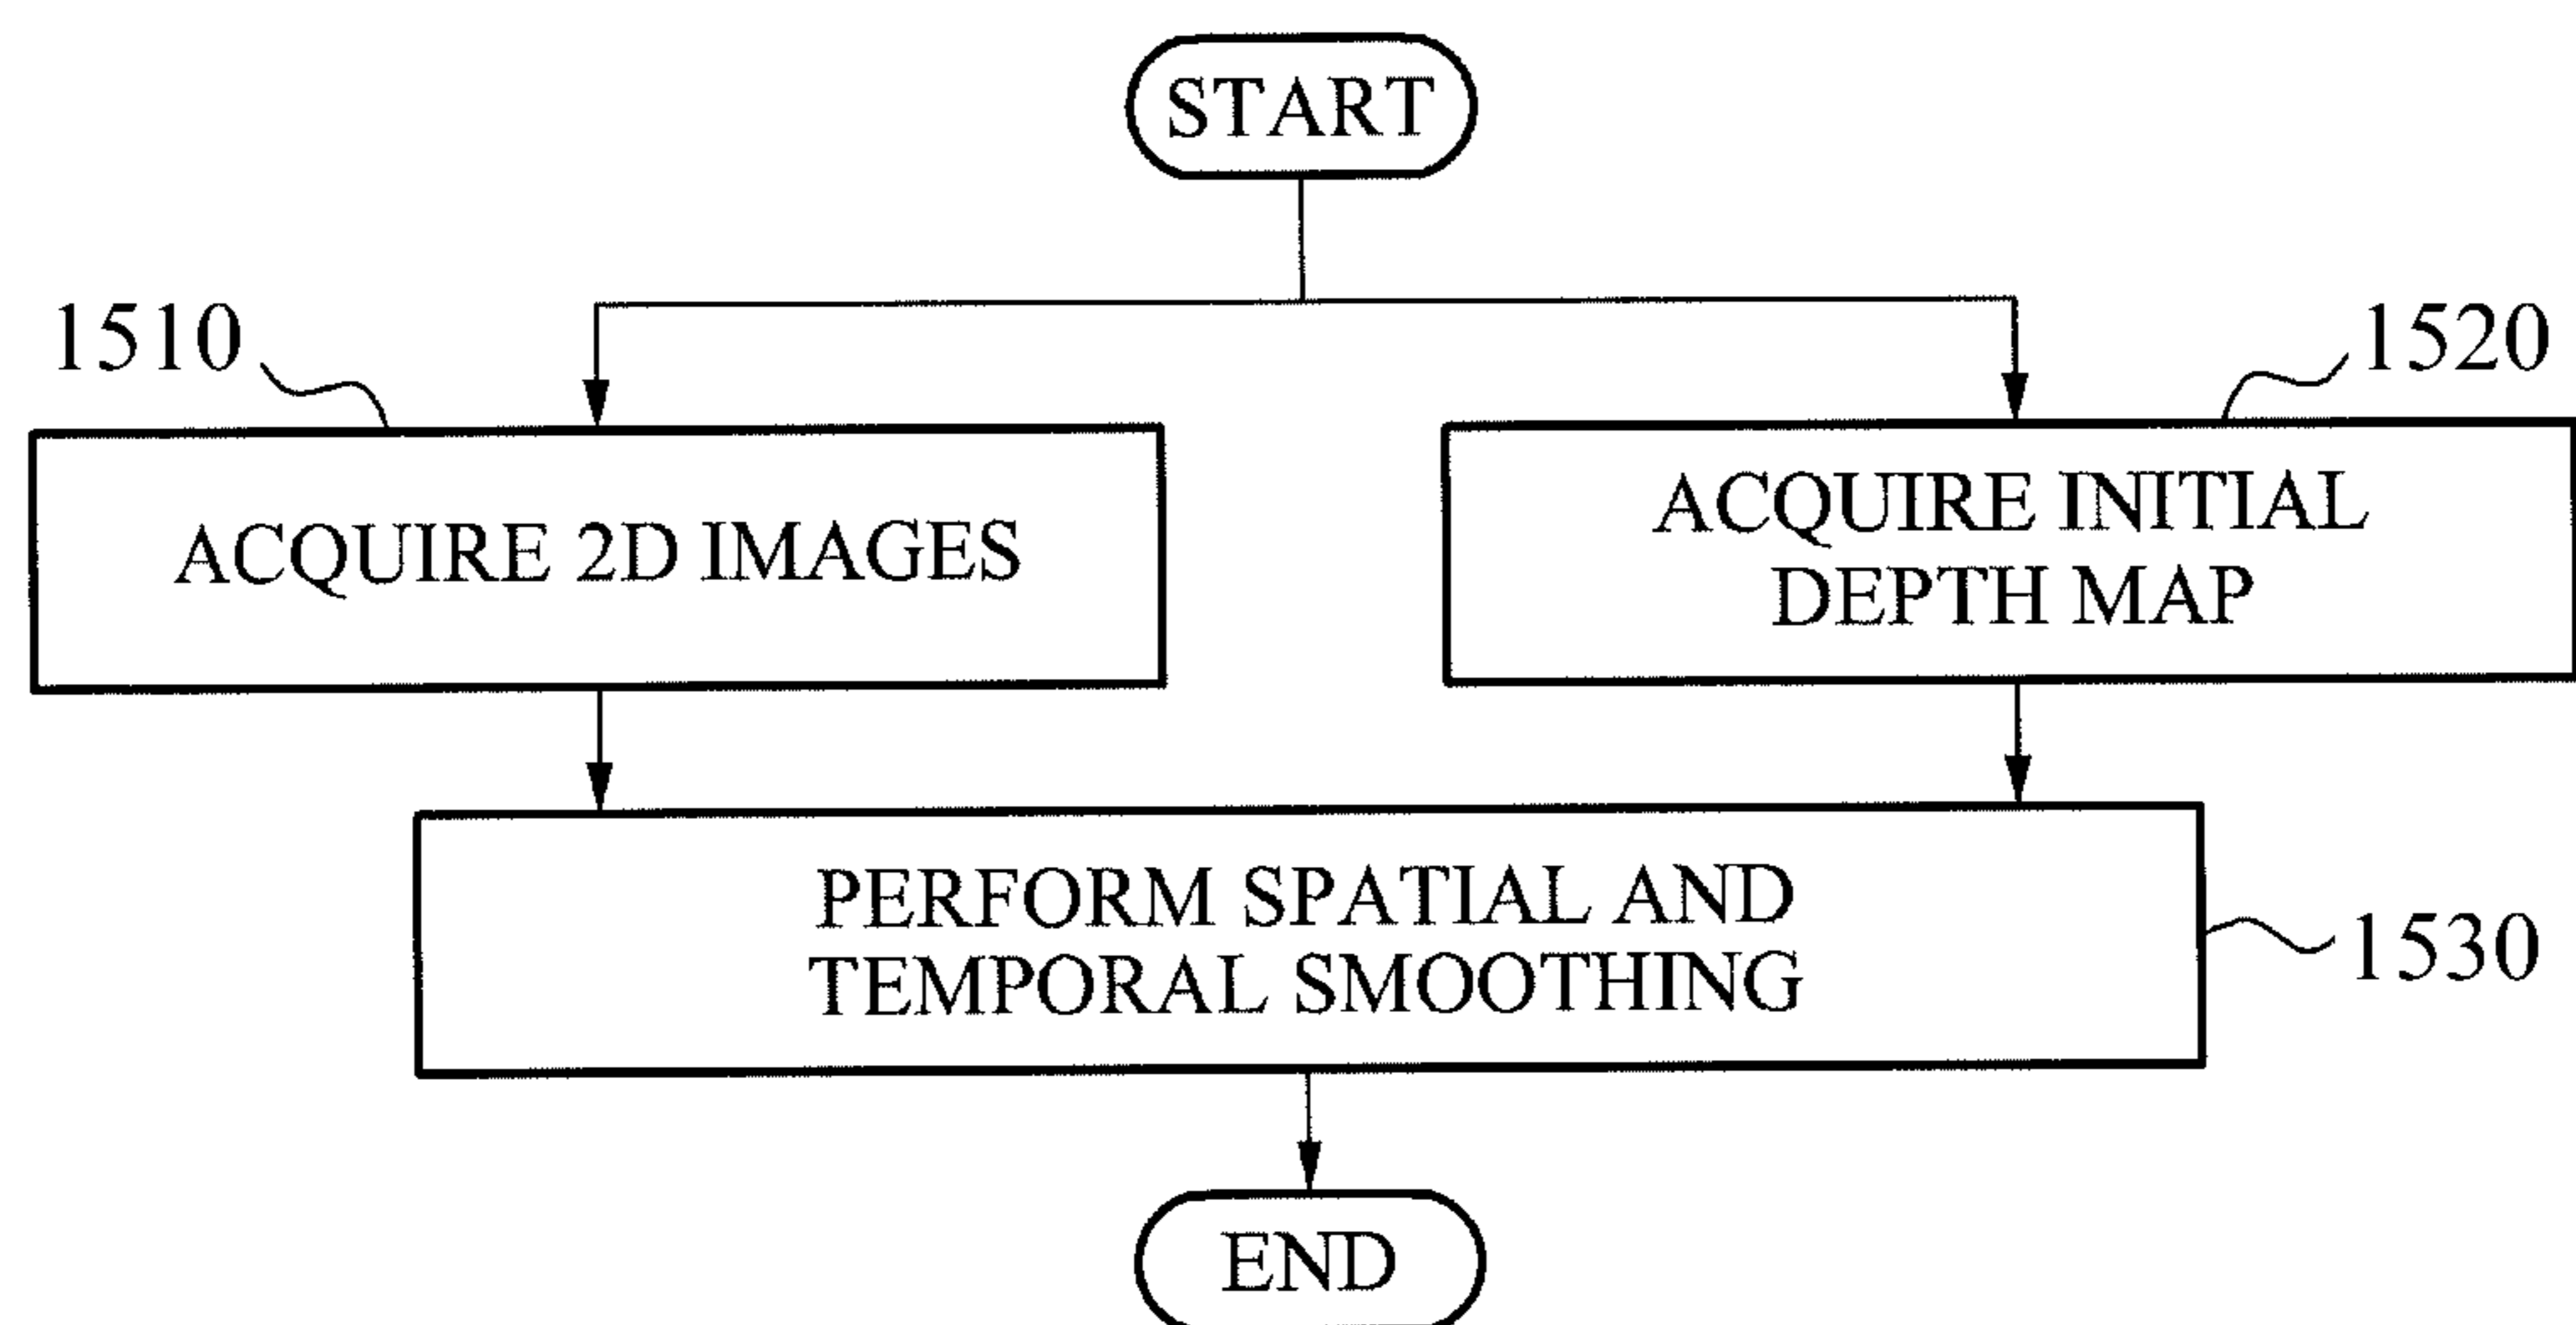 START
1510
1520
ACQUIRE 2D IMAGES
ACQUIRE INITIAL
DEPTH MAP
PERFORM SPATIAL AND
TEMPORAL SMOOTHING
1530
END